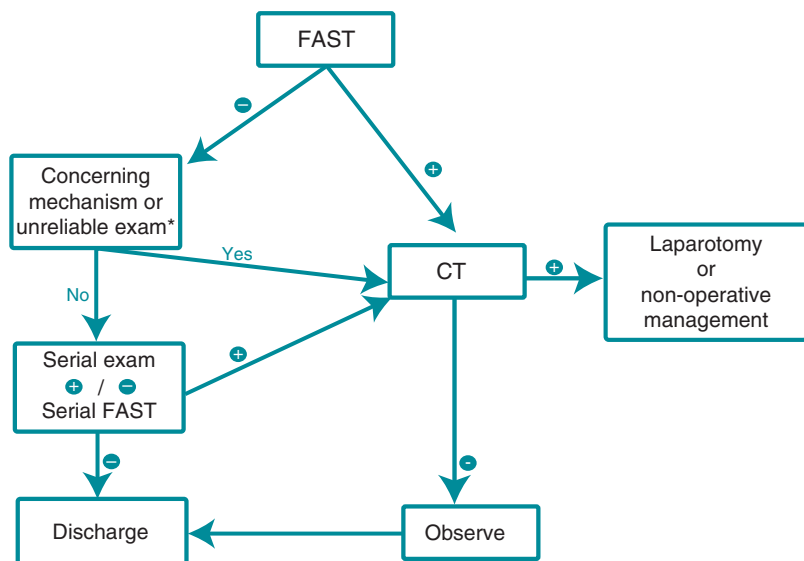 FAST
⊖
⊕
Concerning
mechanism or
unreliable exam*
Yes
No
CT
⊕
Laparotomy
or
non-operative
management
Serial exam
⊕ / ⊖
Serial FAST
⊕
⊖
⊖
Discharge
Observe